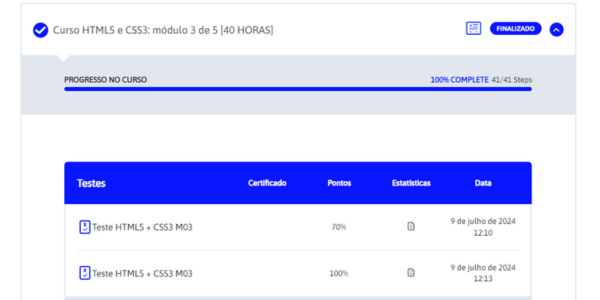 Curso HTML5 e CSS3: módulo 3 de 5 [40 HORAS]
FINALIZADO
PROGRESSO NO CURSO
100% COMPLETE 41/41 Steps
Testes Certificado Pontos Estatísticas Data
Teste HTML5 + CSS3 M03 70% 9 de julho de 2024
12:10
Teste HTML5 + CSS3 M03 100% 9 de julho de 2024
12:13